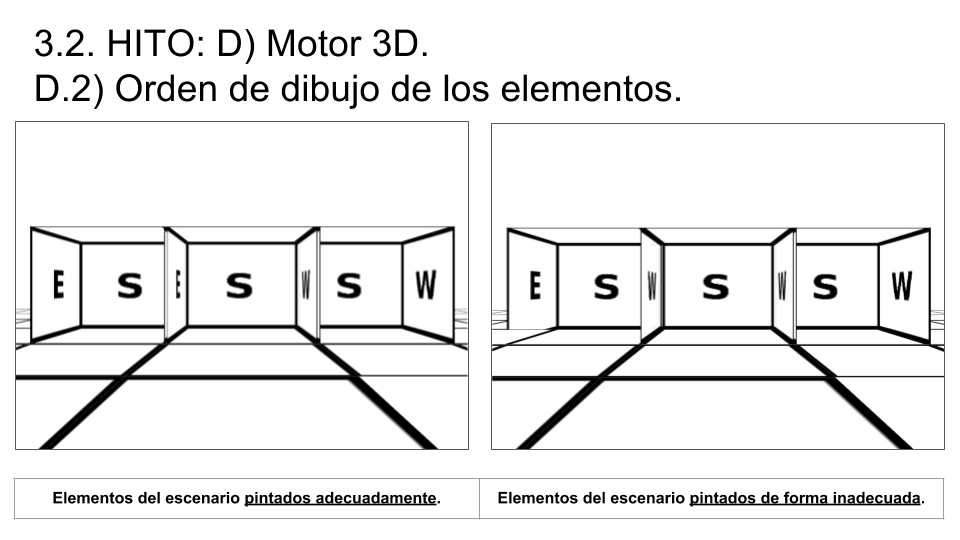 3.2. HITO: D) Motor 3D.
D.2) Orden de dibujo de los elementos.
E S E S W S W
E S W S W S W
Elementos del escenario pintados adecuadamente.
Elementos del escenario pintados de forma inadecuada.